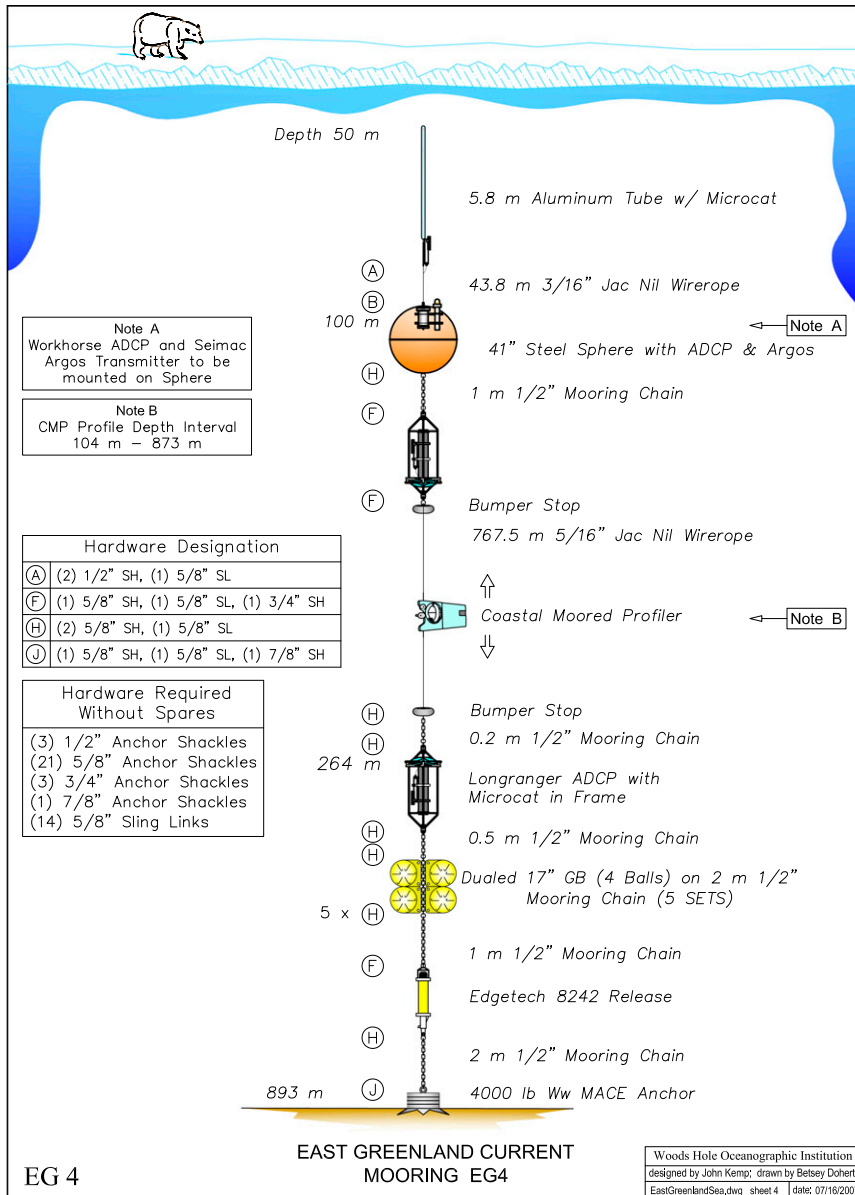 Depth 50 m
5.8 m Aluminum Tube w/ Microcat
A
43.8 m 3/16” Jac Nil Wirerope
B
100 m
Note A
41” Steel Sphere with ADCP & Argos
Note A
Workhorse ADCP and Seimac
Argos Transmitter to be
mounted on Sphere
H
1 m 1/2” Mooring Chain
F
Note B
CMP Profile Depth Interval
104 m – 873 m
F
Bumper Stop
767.5 m 5/16” Jac Nil Wirerope
Hardware Designation
A (2) 1/2” SH, (1) 5/8” SL
F (1) 5/8” SH, (1) 5/8” SL, (1) 3/4” SH
H (2) 5/8” SH, (1) 5/8” SL
J (1) 5/8” SH, (1) 5/8” SL, (1) 7/8” SH
Coastal Moored Profiler
Note B
Hardware Required
Without Spares
(3) 1/2” Anchor Shackles
(21) 5/8” Anchor Shackles
(3) 3/4” Anchor Shackles
(1) 7/8” Anchor Shackles
(14) 5/8” Sling Links
H
Bumper Stop
H
0.2 m 1/2” Mooring Chain
264 m
Longranger ADCP with
Microcat in Frame
H
0.5 m 1/2” Mooring Chain
H
Dualed 17” GB (4 Balls) on 2 m 1/2”
Mooring Chain (5 SETS)
5 x H
1 m 1/2” Mooring Chain
F
Edgetech 8242 Release
H
2 m 1/2” Mooring Chain
893 m
J
4000 lb Ww MACE Anchor
EG 4
EAST GREENLAND CURRENT
MOORING EG4
Woods Hole Oceanographic Institution
designed by John Kemp; drawn by Betsey Dohert
EastGreenlandSea.dwg sheet 4 date: 07/16/200